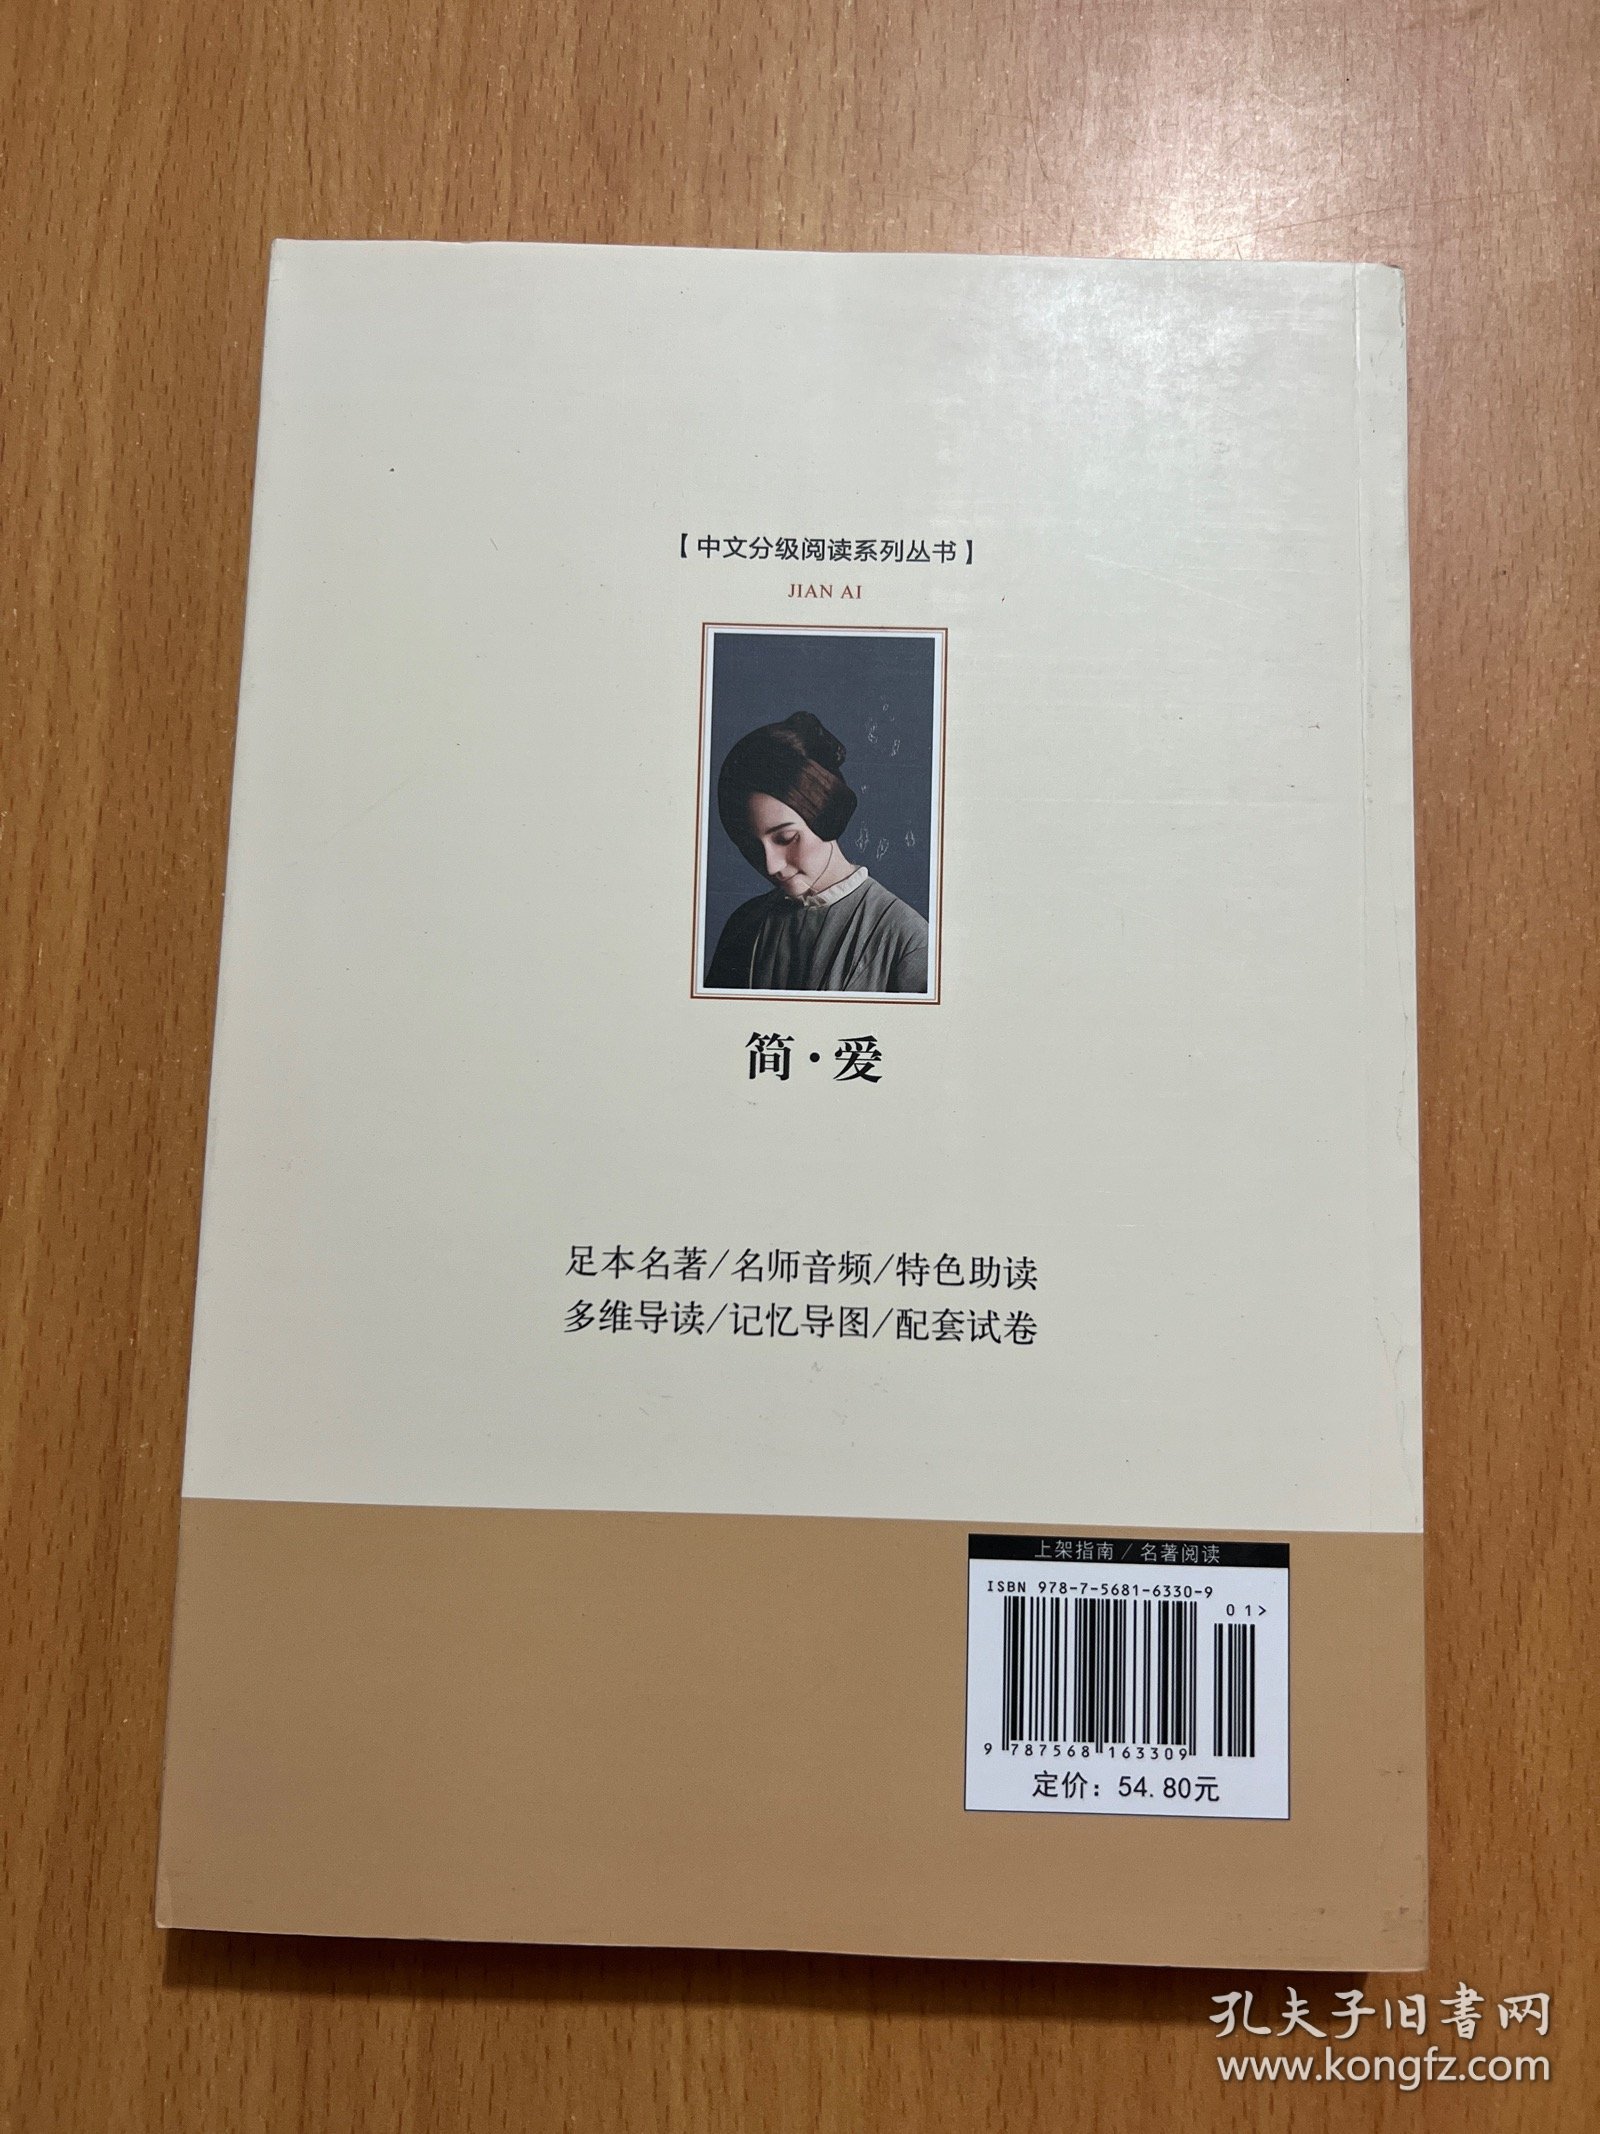 【中文分级阅读系列丛书】
JIAN AI
简·爱
足本名著/名师音频/特色助读
多维导读/记忆导图/配套试卷
上架指南/名著阅读
ISBN 978-7-5681-6330-9
01>
9 787568 163309
定价：54.80元
孔夫子旧書网
www.kongfz.com